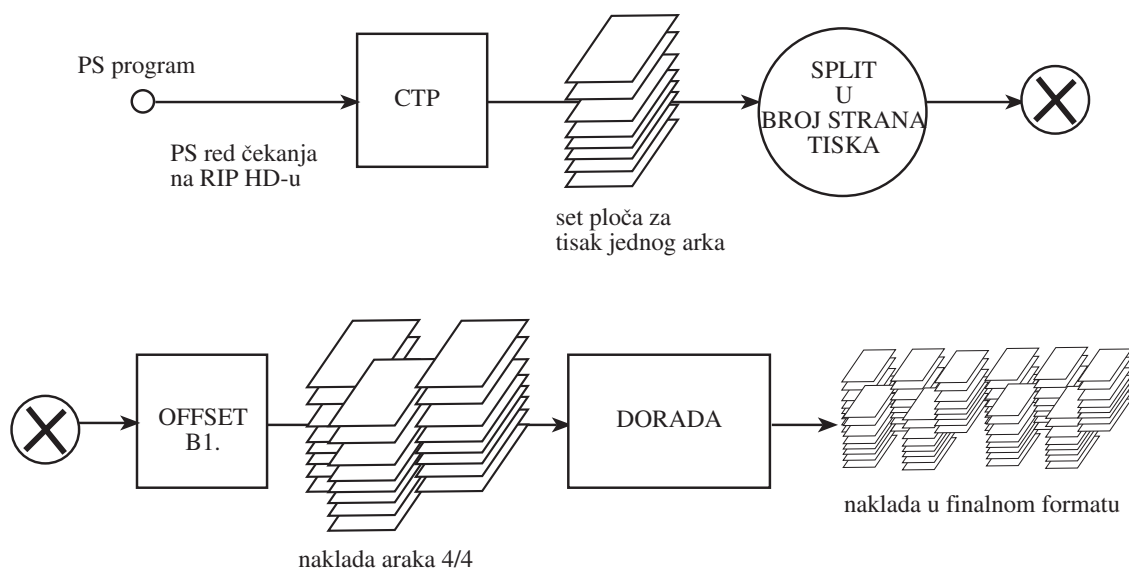 PS program
CTP
SPLIT
U
BROJ STRANA
TISKA
PS red čekanja
na RIP HD-u
set ploča za
tisak jednog arka
OFFSET
B1.
DORADA
naklada u finalnom formatu
naklada araka 4/4